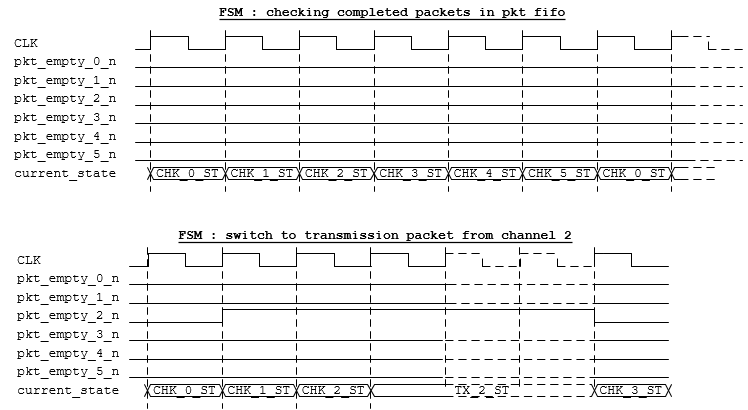 FSM : checking completed packets in pkt fifo
CLK
pkt_empty_0_n
pkt_empty_1_n
pkt_empty_2_n
pkt_empty_3_n
pkt_empty_4_n
pkt_empty_5_n
current_state CHK_0_ST CHK_1_ST CHK_2_ST CHK_3_ST CHK_4_ST CHK_5_ST CHK_0_ST
FSM : switch to transmission packet from channel 2
CLK
pkt_empty_0_n
pkt_empty_1_n
pkt_empty_2_n
pkt_empty_3_n
pkt_empty_4_n
pkt_empty_5_n
current_state CHK_0_ST CHK_1_ST CHK_2_ST TX_2_ST CHK_3_ST